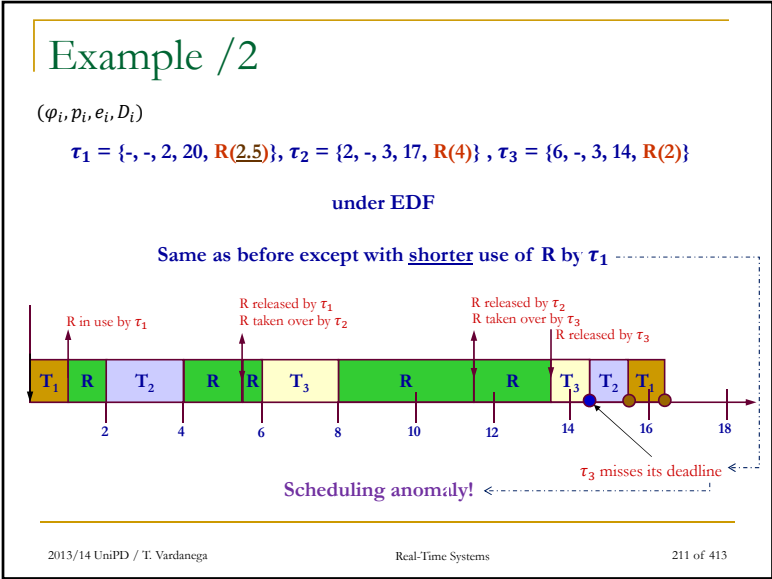 Example /2
(φᵢ, pᵢ, eᵢ, Dᵢ)
τ₁ = {-, -, 2, 20, R(2.5)}, τ₂ = {2, -, 3, 17, R(4)} , τ₃ = {6, -, 3, 14, R(2)}
under EDF
Same as before except with shorter use of R by τ₁
R in use by τ₁
R released by τ₁
R taken over by τ₂
R released by τ₂
R taken over by τ₃
R released by τ₃
T₁ R T₂ R R T₃ R R T₃ T₂ T₁
2 4 6 8 10 12 14 16 18
τ₃ misses its deadline
Scheduling anomaly!
2013/14 UniPD / T. Vardanega
Real-Time Systems
211 of 413